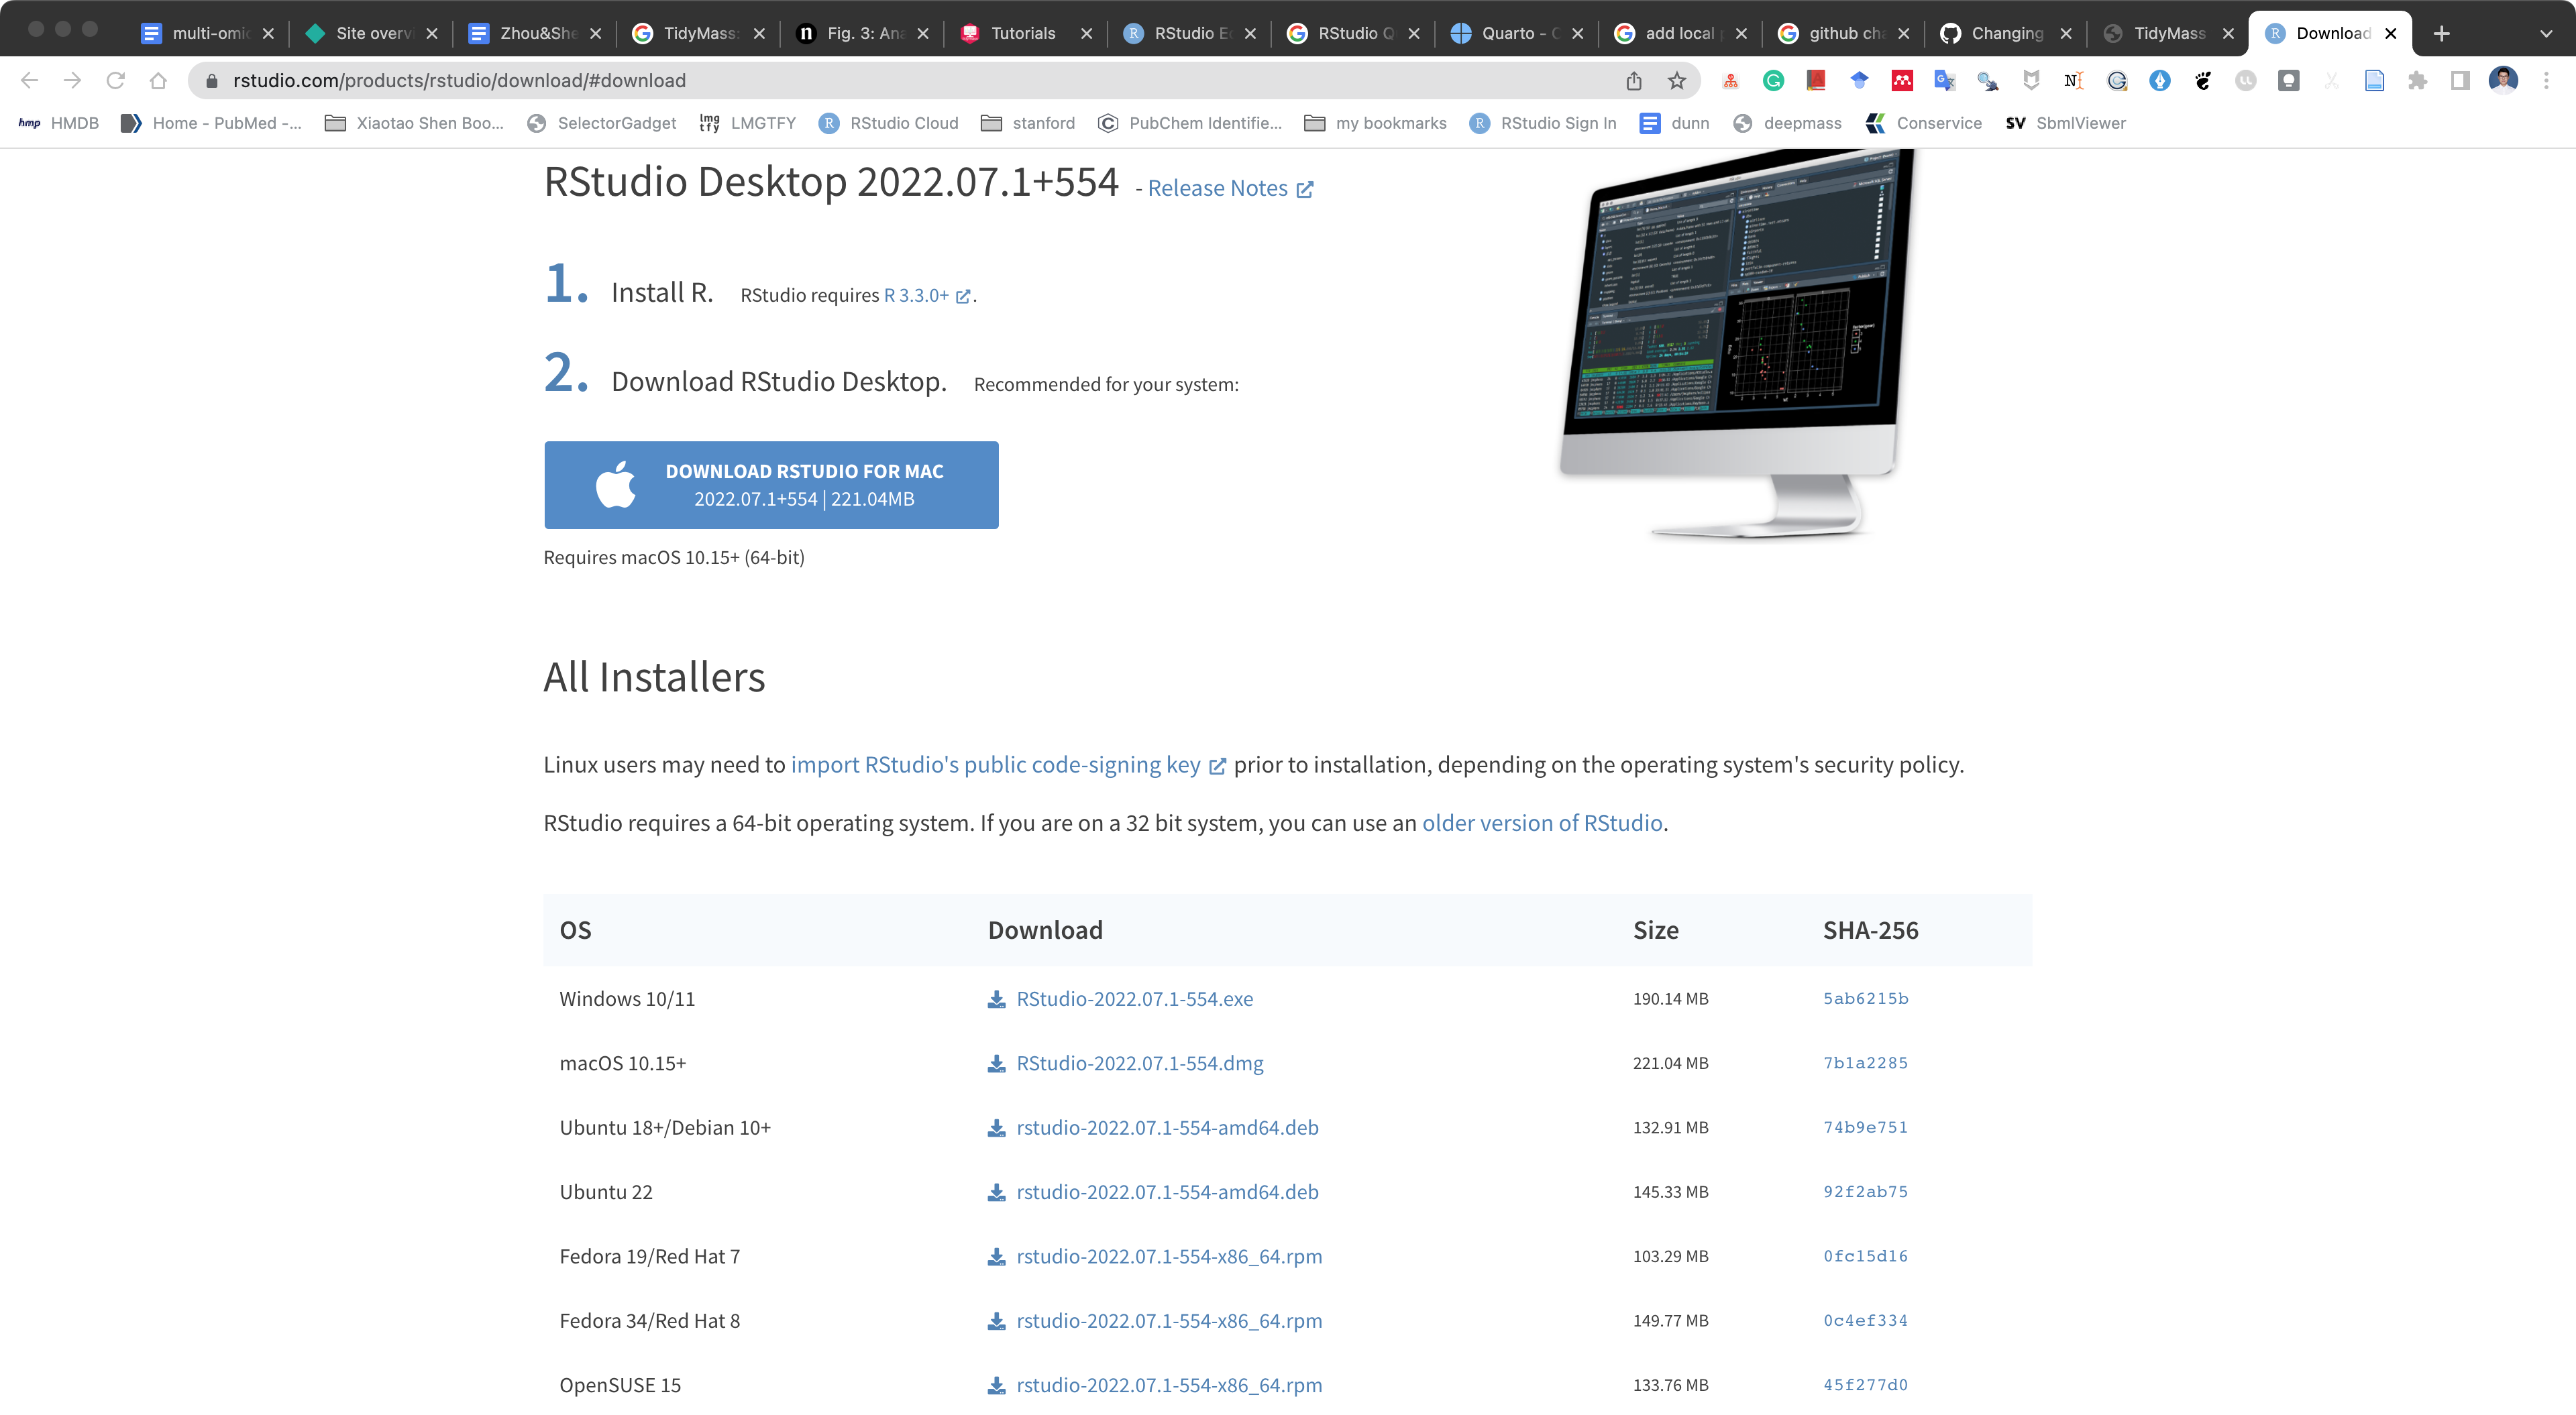 multi-omic
Site overv
Zhou&She
TidyMass:
Fig. 3: Ana
Tutorials
RStudio Ec
RStudio Q
Quarto - C
add local p
github cha
Changing
TidyMass
Download
rstudio.com/products/rstudio/download/#download
hmp HMDB
Home - PubMed -...
Xiaotao Shen Boo...
SelectorGadget
lmg tfy LMGTFY
RStudio Cloud
stanford
PubChem Identifie...
my bookmarks
RStudio Sign In
dunn
deepmass
Conservice
SV SbmlViewer
RStudio Desktop 2022.07.1+554 - Release Notes
1. Install R. RStudio requires R 3.3.0+.
2. Download RStudio Desktop. Recommended for your system:
DOWNLOAD RSTUDIO FOR MAC
2022.07.1+554 | 221.04MB
Requires macOS 10.15+ (64-bit)
All Installers
Linux users may need to import RStudio's public code-signing key prior to installation, depending on the operating system's security policy.
RStudio requires a 64-bit operating system. If you are on a 32 bit system, you can use an older version of RStudio.
OS Download Size SHA-256
Windows 10/11 RStudio-2022.07.1-554.exe 190.14 MB 5ab6215b
macOS 10.15+ RStudio-2022.07.1-554.dmg 221.04 MB 7b1a2285
Ubuntu 18+/Debian 10+ rstudio-2022.07.1-554-amd64.deb 132.91 MB 74b9e751
Ubuntu 22 rstudio-2022.07.1-554-amd64.deb 145.33 MB 92f2ab75
Fedora 19/Red Hat 7 rstudio-2022.07.1-554-x86_64.rpm 103.29 MB 0fc15d16
Fedora 34/Red Hat 8 rstudio-2022.07.1-554-x86_64.rpm 149.77 MB 0c4ef334
OpenSUSE 15 rstudio-2022.07.1-554-x86_64.rpm 133.76 MB 45f277d0